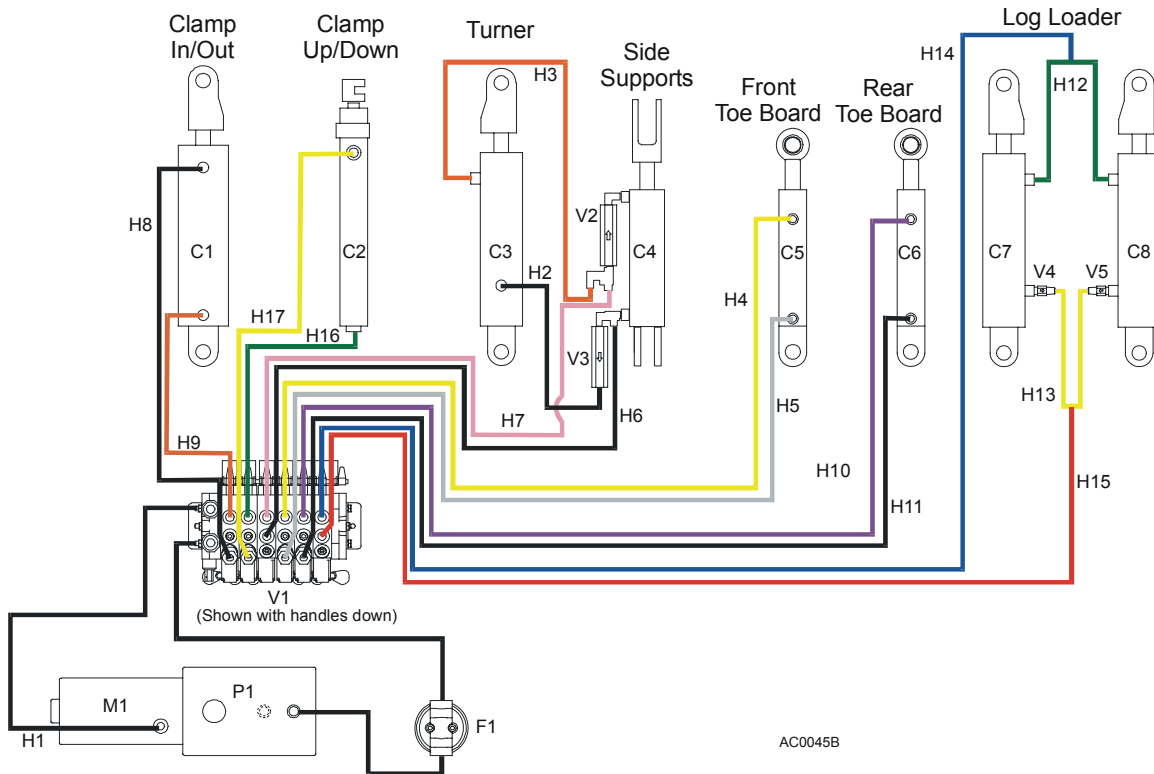 Clamp
In/Out
Clamp
Up/Down
Turner
Side
Supports
Front
Toe Board
Rear
Toe Board
Log Loader
H3
H14
H12
H8
C1
C2
C3
H2
V2
C4
V3
C5
H4
C6
C7
C8
V4
V5
H17
H16
H9
H7
H6
H5
H10
H11
H13
H15
V1
(Shown with handles down)
M1
P1
F1
H1
AC0045B